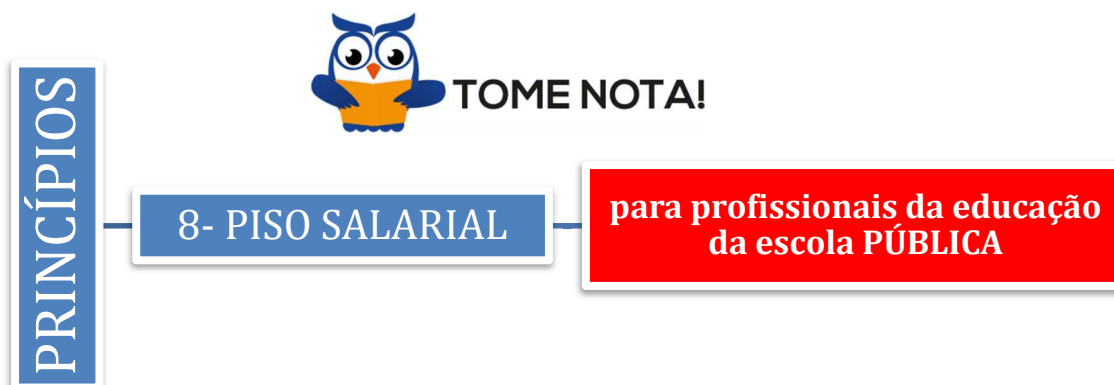 TOME NOTA!
PRINCÍPIOS
8- PISO SALARIAL
para profissionais da educação
da escola PÚBLICA